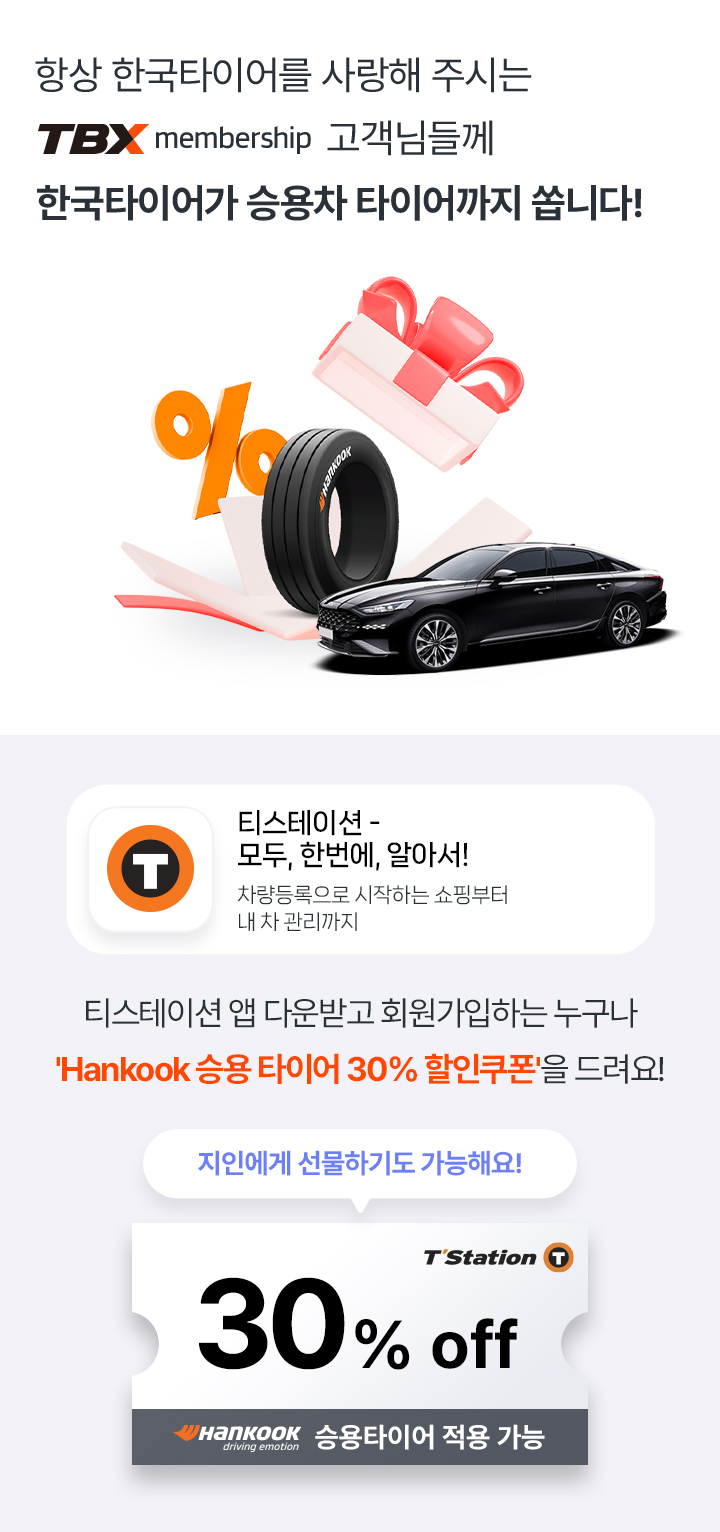 항상 한국타이어를 사랑해 주시는
TBX membership 고객님들께
한국타이어가 승용차 타이어까지 쏩니다!
%
HANKOOK
T
티스테이션 -
모두, 한번에, 알아서!
차량등록으로 시작하는 쇼핑부터
내 차 관리까지
티스테이션 앱 다운받고 회원가입하는 누구나
'Hankook 승용 타이어 30% 할인쿠폰'을 드려요!
지인에게 선물하기도 가능해요!
T'Station T
30% off
HANKOOK
driving emotion 승용타이어 적용 가능